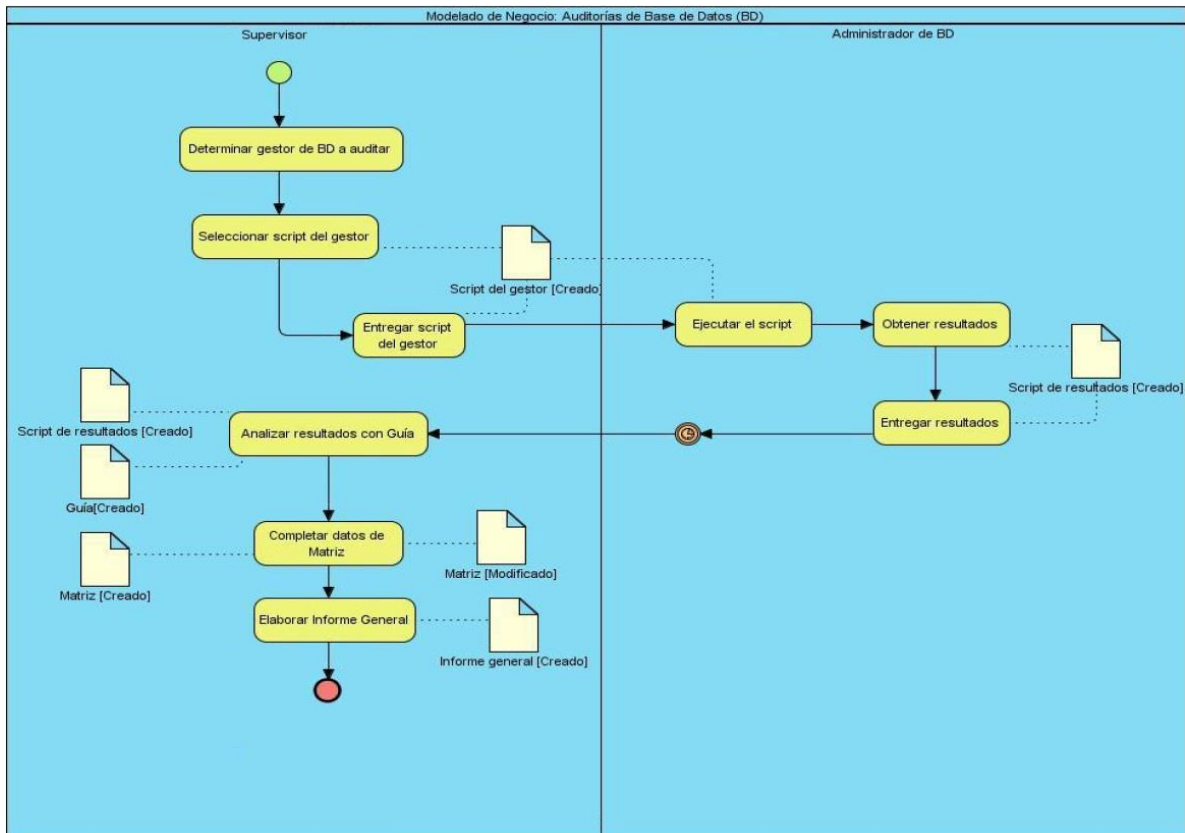 Modelado de Negocio: Auditorías de Base de Datos (BD)
Supervisor
Administrador de BD
Determinar gestor de BD a auditar
Seleccionar script del gestor
Script del gestor [Creado]
Entregar script
del gestor
Ejecutar el script
Obtener resultados
Script de resultados [Creado]
Entregar resultados
Script de resultados [Creado]
Analizar resultados con Guía
Guía[Creado]
Completar datos de
Matriz
Matriz [Creado]
Matriz [Modificado]
Elaborar Informe General
Informe general [Creado]